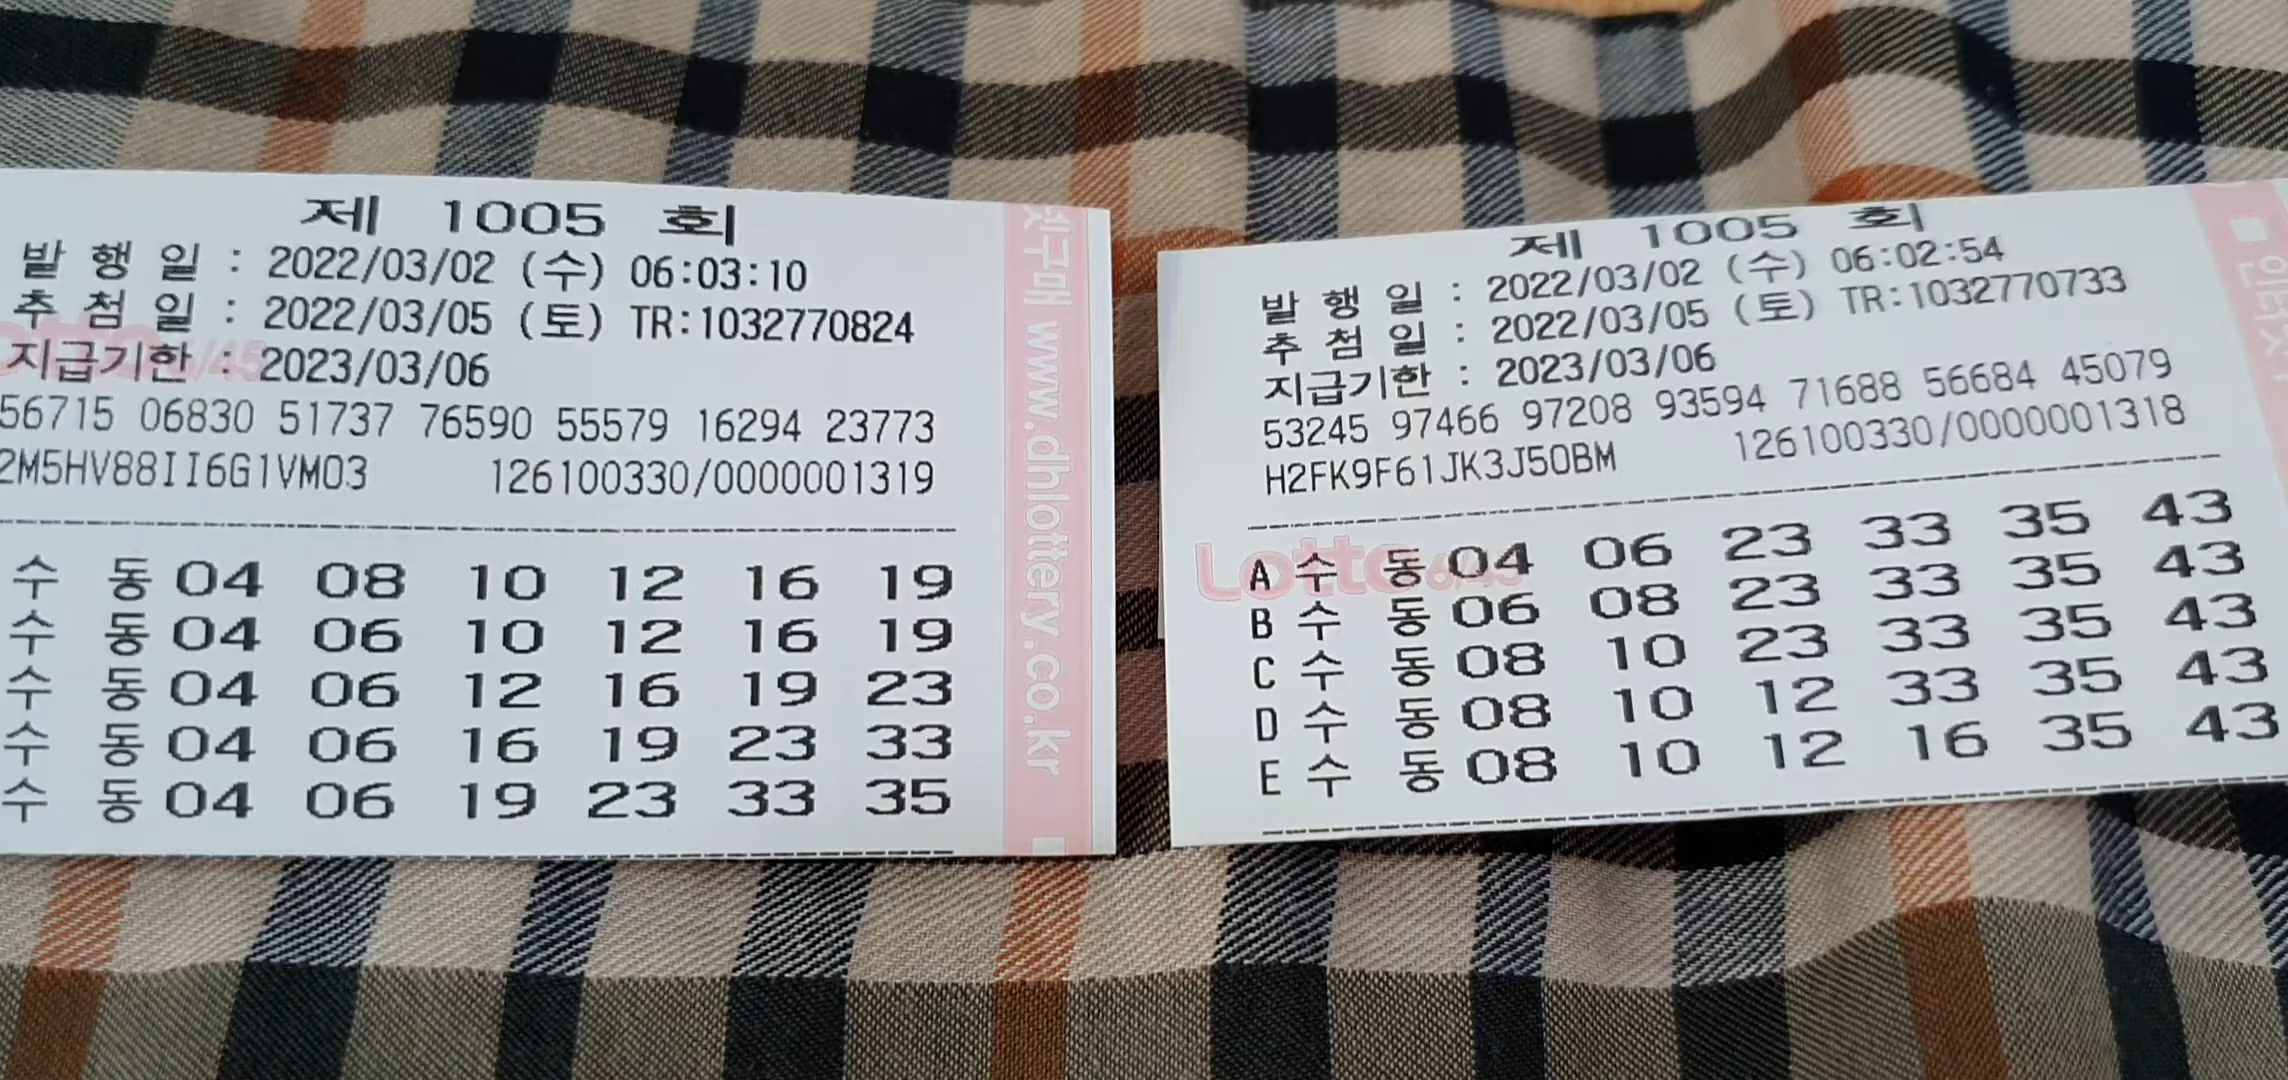 제 1005 회
발 행 일 : 2022/03/02 (수) 06:03:10
추 첨 일 : 2022/03/05 (토) TR:1032770824
지급기한 : 2023/03/06
56715 06830 51737 76590 55579 16294 23773
2M5HV88II6G1VM03 126100330/0000001319
수 동 04 08 10 12 16 19
수 동 04 06 10 12 16 19
수 동 04 06 12 16 19 23
수 동 04 06 16 19 23 33
수 동 04 06 19 23 33 35
www.dhlottery.co.kr
제 1005 회
발 행 일 : 2022/03/02 (수) 06:02:54
추 첨 일 : 2022/03/05 (토) TR:1032770733
지급기한 : 2023/03/06
53245 97466 97208 93594 71688 56684 45079
H2FK9F61JK3J50BM 126100330/0000001318
Lotto 6/45
A 수 동 04 06 23 33 35 43
B 수 동 06 08 23 33 35 43
C 수 동 08 10 23 33 35 43
D 수 동 08 10 12 33 35 43
E 수 동 08 10 12 16 35 43